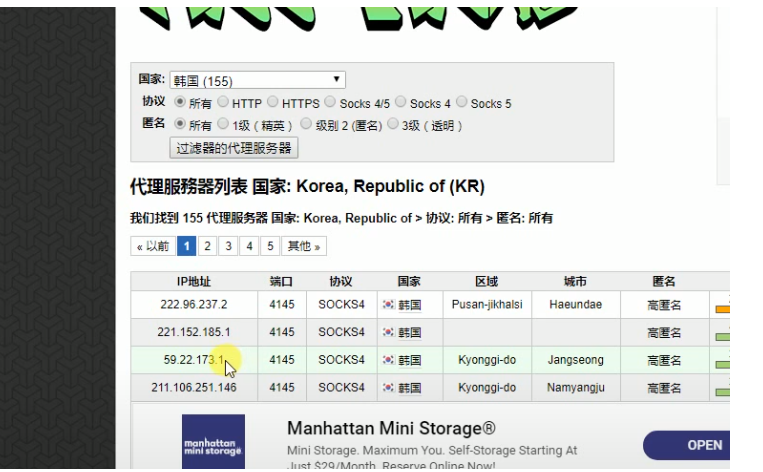 国家: 韩国 (155)
协议 所有 HTTP HTTPS Socks 4/5 Socks 4 Socks 5
匿名 所有 1级 ( 精英 ) 级别 2 (匿名) 3级 ( 透明 )
过滤器的代理服务器
代理服務器列表 国家: Korea, Republic of (KR)
我们找到 155 代理服务器 国家: Korea, Republic of > 协议: 所有 > 匿名: 所有
« 以前 1 2 3 4 5 其他 »
IP地址 端口 协议 国家 区域 城市 匿名
222.96.237.2 4145 SOCKS4 韩国 Pusan-jikhalsi Haeundae 高匿名
221.152.185.1 4145 SOCKS4 韩国 高匿名
59.22.173.1 4145 SOCKS4 韩国 Kyonggi-do Jangseong 高匿名
211.106.251.146 4145 SOCKS4 韩国 Kyonggi-do Namyangju 高匿名
Manhattan Mini Storage®
manhattan
mini storage
Mini Storage. Maximum You. Self-Storage Starting At
Just $29/Month. Reserve Online Now!
OPEN